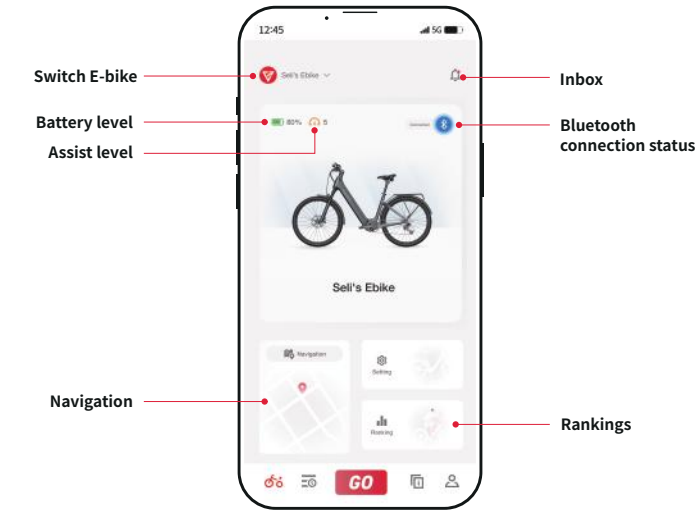 12:45
5G
Switch E-bike
Seli's Ebike
Inbox
Battery level
80%
5
Bluetooth
connection status
Assist level
Seli's Ebike
Navigation
Setting
Navigation
Ranking
Rankings
GO